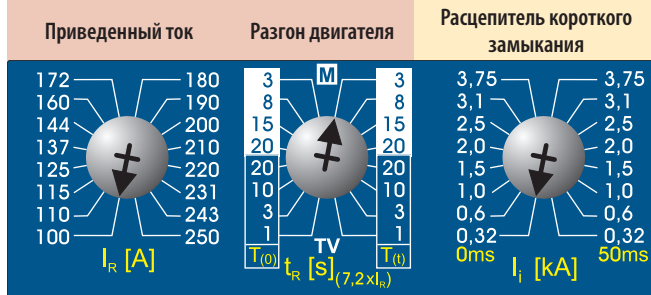 Приведенный ток
Разгон двигателя
Расцепитель короткого
замыкания
172 180
160 190
144 200
137 210
125 220
115 231
110 243
100 250
I_R [A]
3 M 3
8 8
15 15
20 20
20 20
10 10
3 3
1 TV 1
T(0) T(t)
t_R [s](7,2xI_R)
3,75 3,75
3,1 3,1
2,5 2,5
2,0 2,0
1,5 1,5
1,0 1,0
0,6 0,6
0,32 0,32
0ms 50ms
I_i [kA]